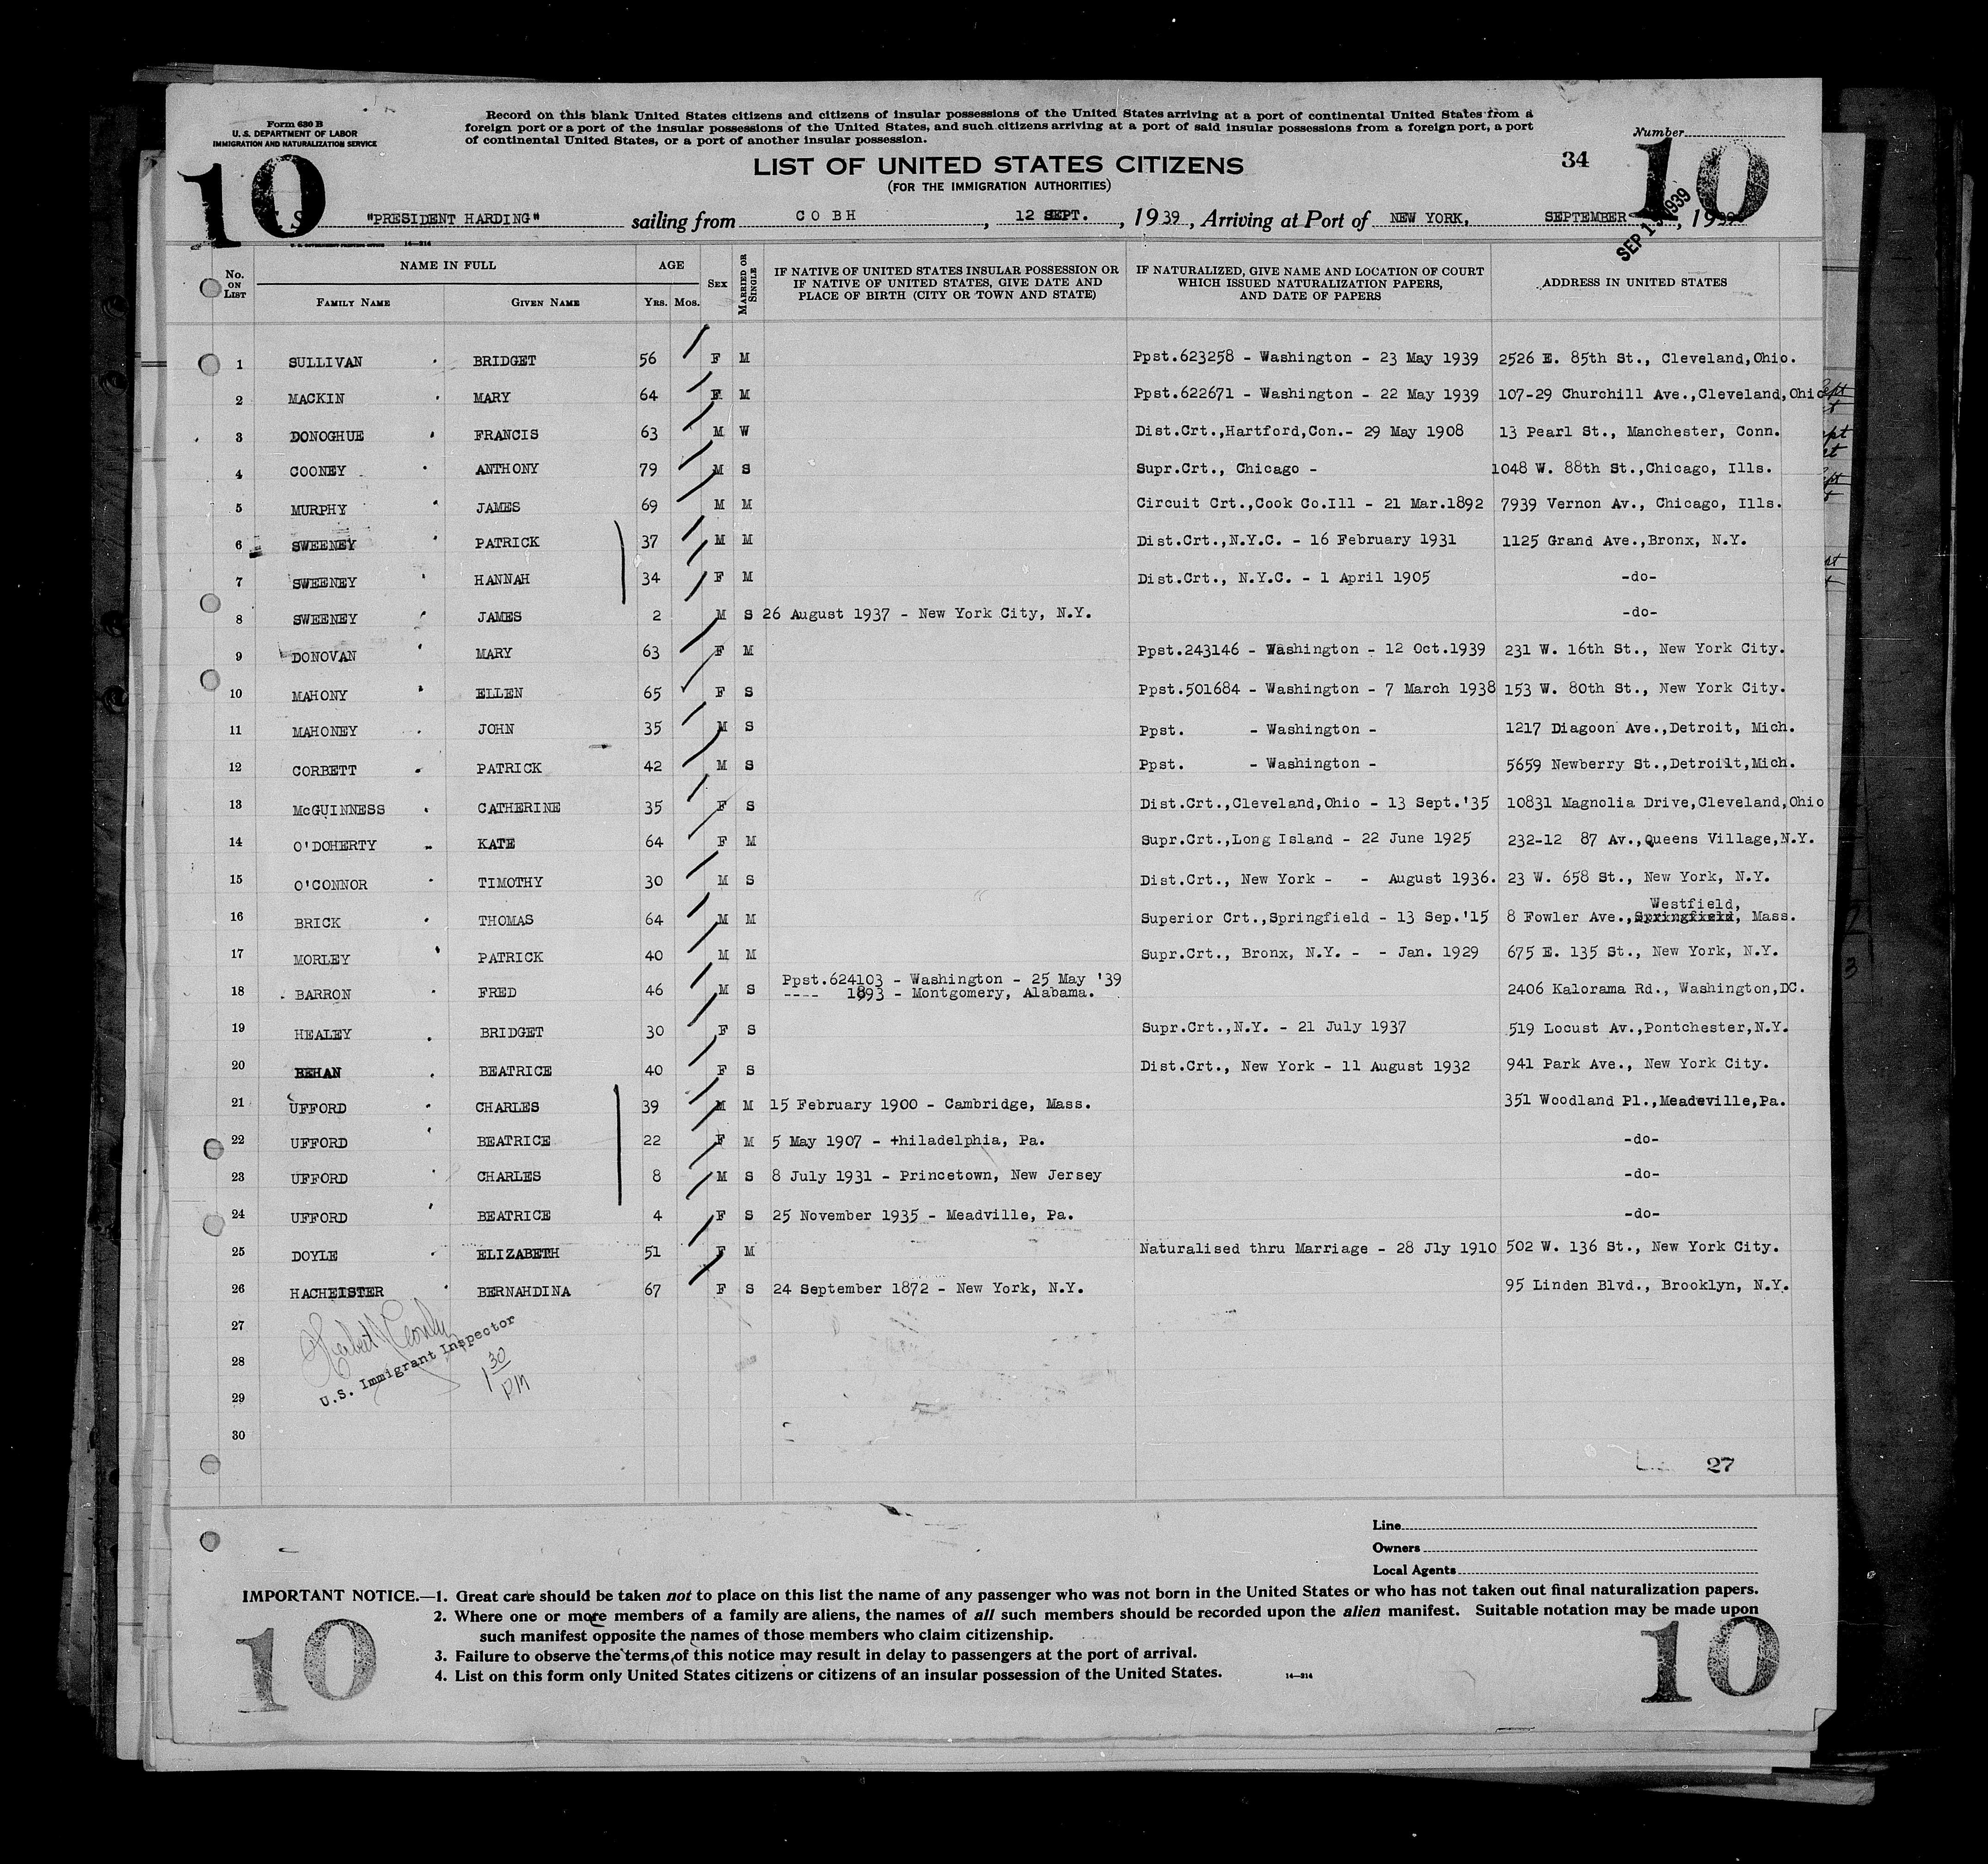 Form 630 B
U. S. DEPARTMENT OF LABOR
IMMIGRATION AND NATURALIZATION SERVICE
Record on this blank United States citizens and citizens of insular possessions of the United States arriving at a port of continental United States from a
foreign port or a port of the insular possessions of the United States, and such citizens arriving at a port of said insular possessions from a foreign port, a port
of continental United States, or a port of another insular possession.
Number
10
34
10
LIST OF UNITED STATES CITIZENS
(FOR THE IMMIGRATION AUTHORITIES)
S. "PRESIDENT HARDING" sailing from COBH, 12 SEPT., 1939, Arriving at Port of NEW YORK, SEPTEMBER, 1939
U. S. GOVERNMENT PRINTING OFFICE 14—314
No. ON LIST NAME IN FULL AGE SEX MARRIED OR SINGLE IF NATIVE OF UNITED STATES INSULAR POSSESSION OR IF NATIVE OF UNITED STATES, GIVE DATE AND PLACE OF BIRTH (CITY OR TOWN AND STATE) IF NATURALIZED, GIVE NAME AND LOCATION OF COURT WHICH ISSUED NATURALIZATION PAPERS, AND DATE OF PAPERS ADDRESS IN UNITED STATES
FAMILY NAME GIVEN NAME YRS. MOS.
1 SULLIVAN BRIDGET 56 F M Ppst.623258 - Washington - 23 May 1939 2526 E. 85th St., Cleveland,Ohio.
2 MACKIN MARY 64 F M Ppst.622671 - Washington - 22 May 1939 107-29 Churchill Ave.,Cleveland,Ohio
3 DONOGHUE FRANCIS 63 M W Dist.Crt.,Hartford,Con.- 29 May 1908 13 Pearl St., Manchester, Conn.
4 COONEY ANTHONY 79 M S Supr.Crt., Chicago - 1048 W. 88th St.,Chicago, Ills.
5 MURPHY JAMES 69 M M Circuit Crt.,Cook Co.Ill - 21 Mar.1892 7939 Vernon Av., Chicago, Ills.
6 SWEENEY PATRICK 37 M M Dist.Crt.,N.Y.C. - 16 February 1931 1125 Grand Ave.,Bronx, N.Y.
7 SWEENEY HANNAH 34 F M Dist.Crt., N.Y.C. - 1 April 1905 -do-
8 SWEENEY JAMES 2 M S 26 August 1937 - New York City, N.Y. -do-
9 DONOVAN MARY 63 F M Ppst.243146 - Washington - 12 Oct.1939 231 W. 16th St., New York City.
10 MAHONY ELLEN 65 F S Ppst.501684 - Washington - 7 March 1938 153 W. 80th St., New York City.
11 MAHONEY JOHN 35 M S Ppst. - Washington - 1217 Diagoon Ave.,Detroit, Mich.
12 CORBETT PATRICK 42 M S Ppst. - Washington - 5659 Newberry St.,Detroilt,Mich.
13 McGUINNESS CATHERINE 35 F S Dist.Crt.,Cleveland,Ohio - 13 Sept.'35 10831 Magnolia Drive,Cleveland,Ohio
14 O'DOHERTY KATE 64 F M Supr.Crt.,Long Island - 22 June 1925 232-12 87 Av.,Queens Village,N.Y.
15 O'CONNOR TIMOTHY 30 M S Dist.Crt., New York - - August 1936. 23 W. 658 St., New York, N.Y.
Westfield,
16 BRICK THOMAS 64 M M Superior Crt.,Springfield - 13 Sep.'15 8 Fowler Ave.,Springfield, Mass.
17 MORLEY PATRICK 40 M M Supr.Crt., Bronx, N.Y. - - Jan. 1929 675 E. 135 St., New York, N.Y.
Ppst.624103 - Washington - 25 May '39
18 BARRON FRED 46 M S ---- 1893 - Montgomery, Alabama. 2406 Kalorama Rd., Washington,DC.
19 HEALEY BRIDGET 30 F S Supr.Crt.,N.Y. - 21 July 1937 519 Locust Av.,Pontchester,N.Y.
20 BEHAN BEATRICE 40 F S Dist.Crt., New York - 11 August 1932 941 Park Ave., New York City.
21 UFFORD CHARLES 39 M M 15 February 1900 - Cambridge, Mass. 351 Woodland Pl.,Meadeville,Pa.
22 UFFORD BEATRICE 22 F M 5 May 1907 - +hiladelphia, Pa. -do-
23 UFFORD CHARLES 8 M S 8 July 1931 - Princetown, New Jersey -do-
24 UFFORD BEATRICE 4 F S 25 November 1935 - Meadville, Pa. -do-
25 DOYLE ELIZABETH 51 F M Naturalised thru Marriage - 28 Jly 1910 502 W. 136 St., New York City.
26 HACHEISTER BERNAHDINA 67 F S 24 September 1872 - New York, N.Y. 95 Linden Blvd., Brooklyn, N.Y.
27
28
29
30
U.S. Immigrant Inspector
1 30 PM
27
Line
Owners
Local Agents
IMPORTANT NOTICE.—1. Great care should be taken not to place on this list the name of any passenger who was not born in the United States or who has not taken out final naturalization papers.
2. Where one or more members of a family are aliens, the names of all such members should be recorded upon the alien manifest. Suitable notation may be made upon
such manifest opposite the names of those members who claim citizenship.
3. Failure to observe the terms of this notice may result in delay to passengers at the port of arrival.
4. List on this form only United States citizens or citizens of an insular possession of the United States. 14—314
10
10